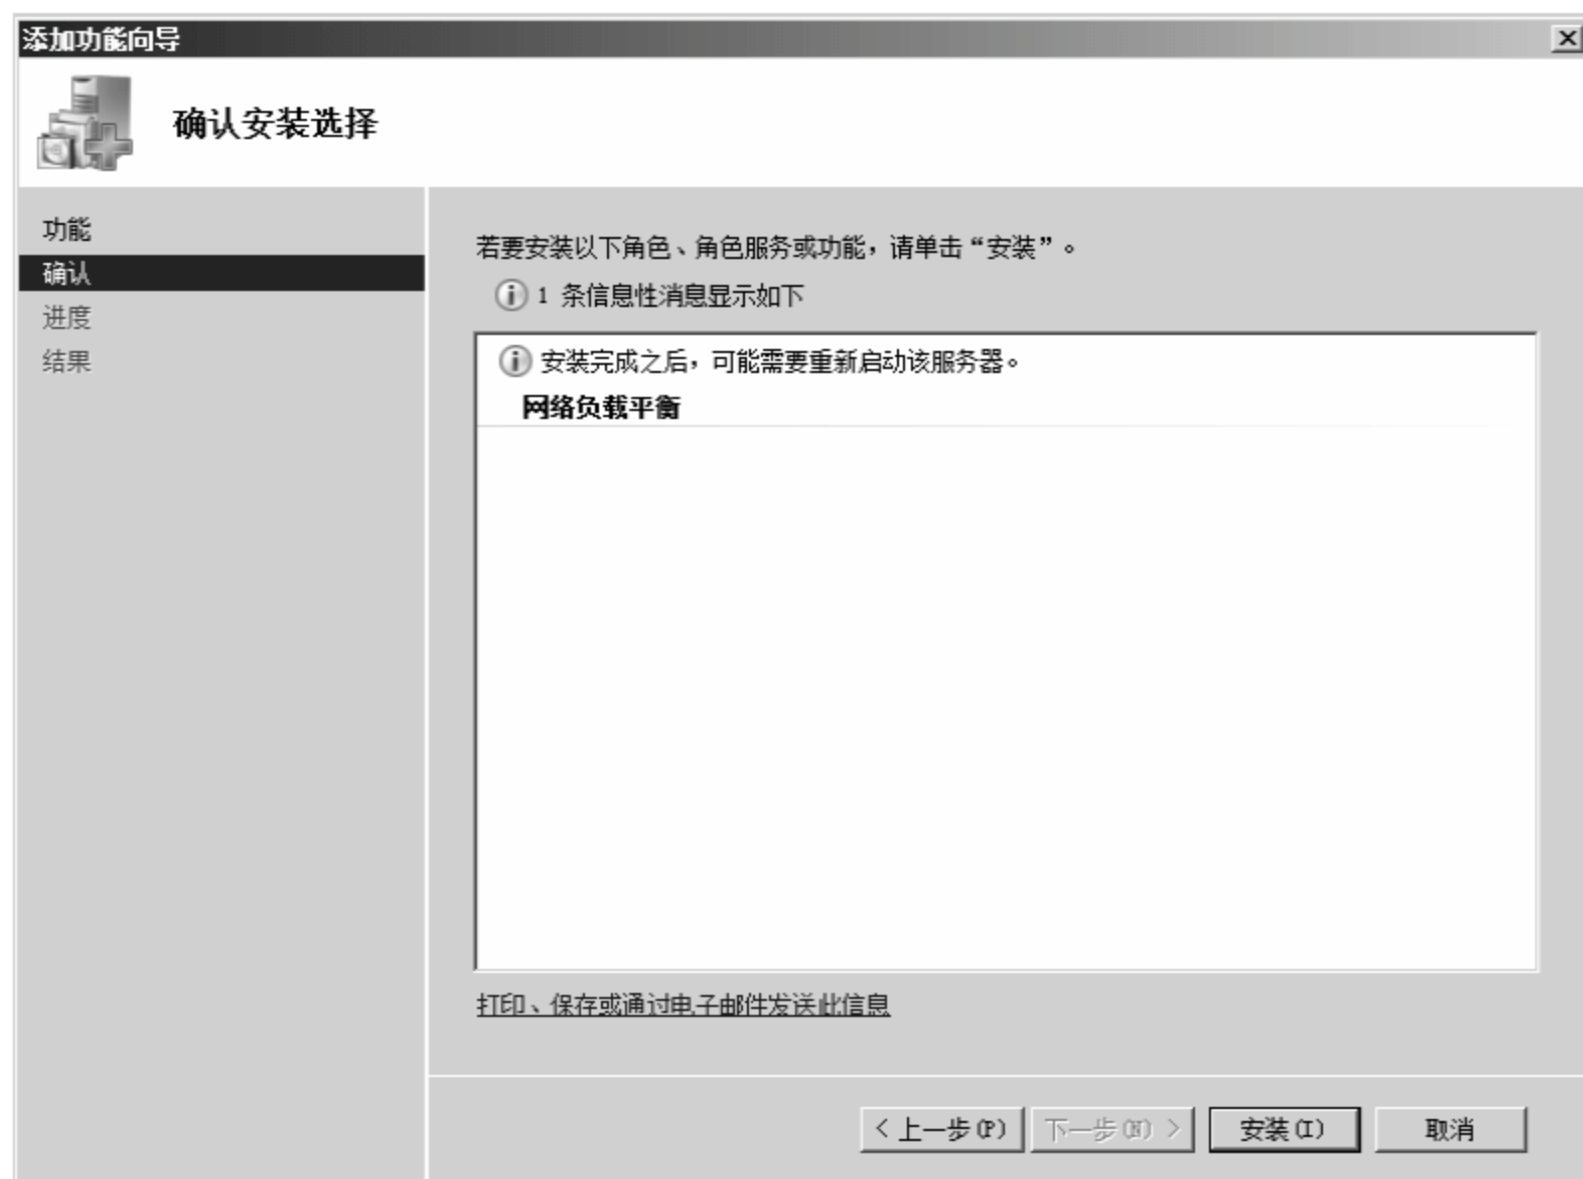 添加功能向导
确认安装选择
功能
确认
进度
结果
若要安装以下角色、角色服务或功能，请单击“安装”。
1 条信息性消息显示如下
安装完成之后，可能需要重新启动该服务器。
网络负载平衡
打印、保存或通过电子邮件发送此信息
< 上一步(P) 下一步(N) > 安装(I) 取消